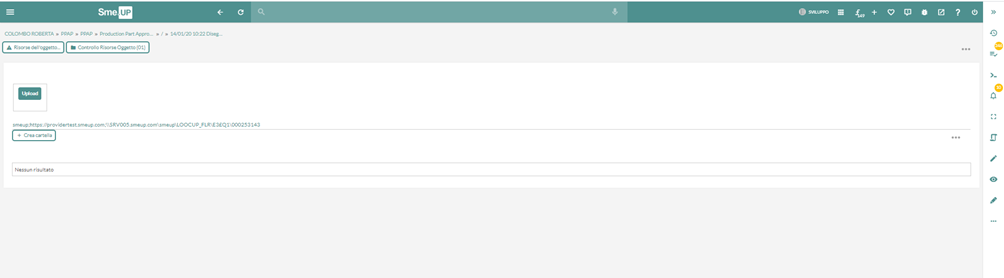 Sme UP
SVILUPPO
COLOMBO ROBERTA » PPAP » PPAP » Production Part Appro... » / » 14/01/20 10:22 Diseg...
Risorse dell'oggetto...
Controllo Risorse Oggetto (01)
Upload
smeup;https://providertest.smeup.com;\\SRV005.smeup.com\smeup\LOOCUP_FLR\ESEQ1\000253143
+ Crea cartella
Nessun risultato